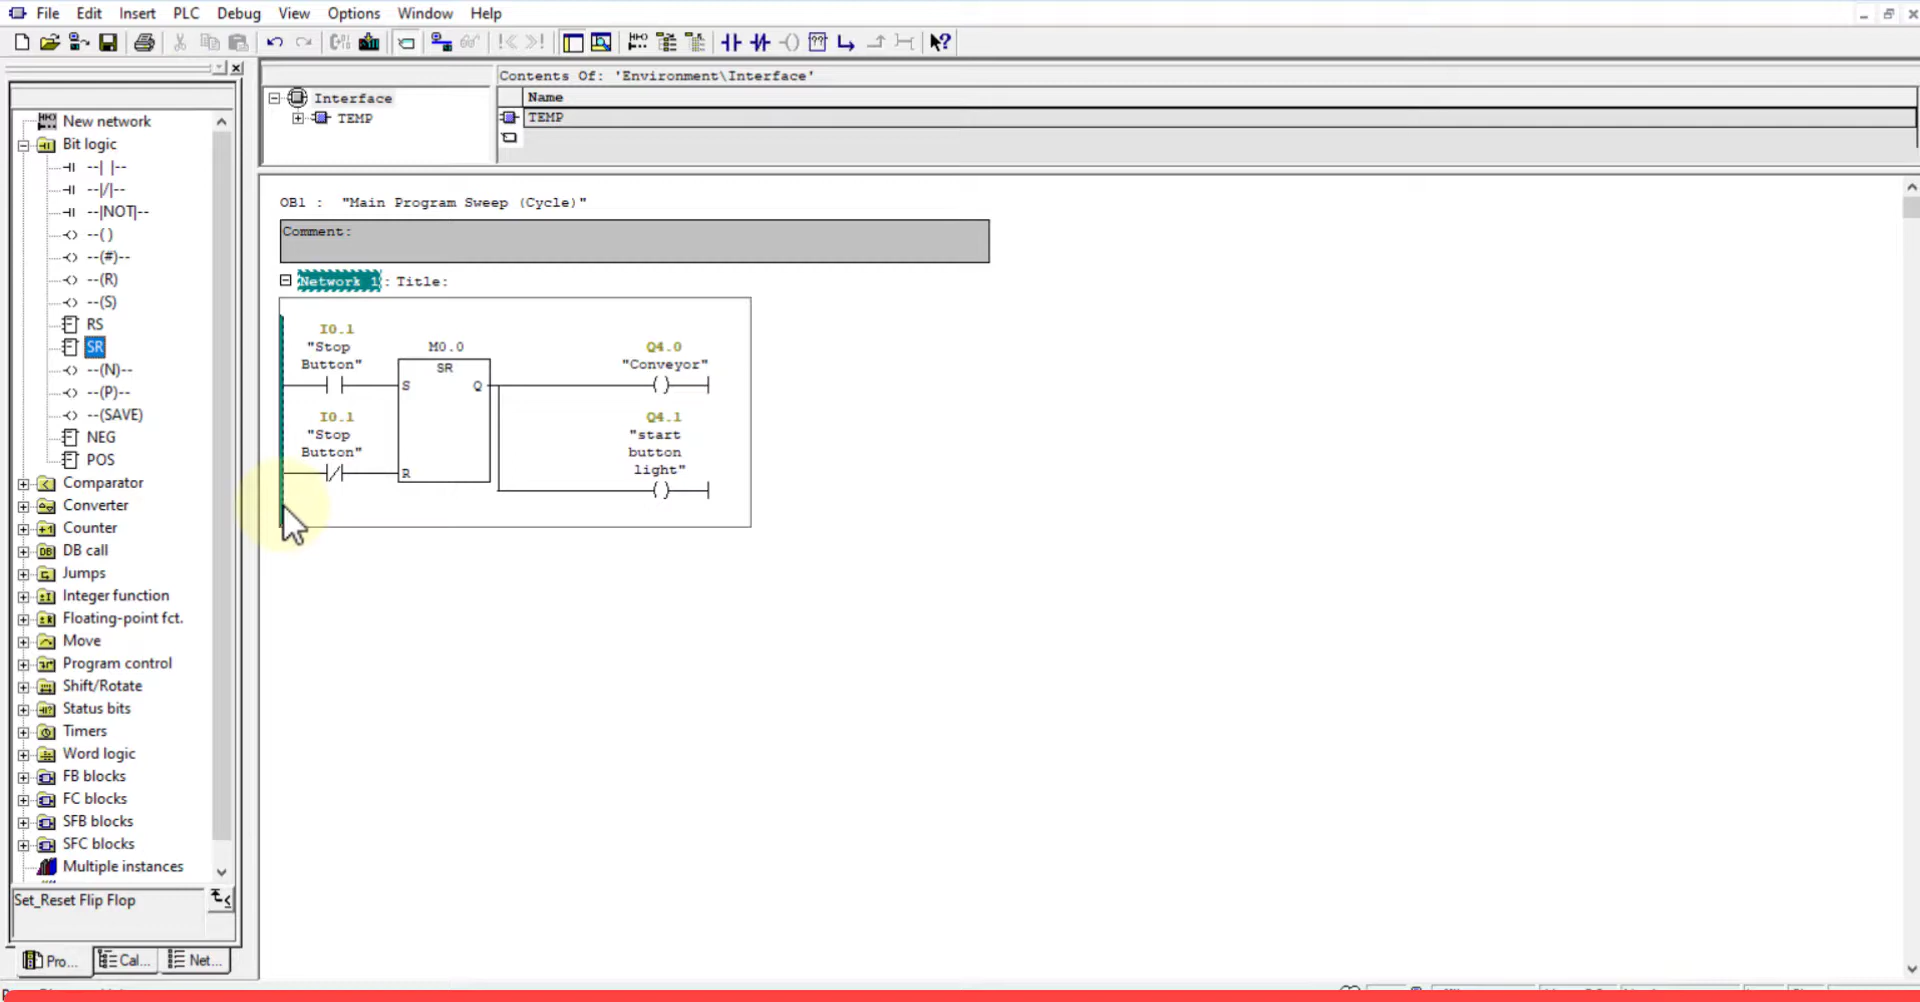 File Edit Insert PLC Debug View Options Window Help
New network
Bit logic
--| |--
--|/|--
--|NOT|--
--( )
--(#)--
--(R)
--(S)
RS
SR
--(N)--
--(P)--
--(SAVE)
NEG
POS
Comparator
Converter
Counter
DB call
Jumps
Integer function
Floating-point fct.
Move
Program control
Shift/Rotate
Status bits
Timers
Word logic
FB blocks
FC blocks
SFB blocks
SFC blocks
Multiple instances
Set_Reset Flip Flop
Pro... Cal... Net...
Interface
TEMP
Contents Of: 'Environment\Interface'
Name
TEMP
OB1 : "Main Program Sweep (Cycle)"
Comment:
Network 1: Title:
I0.1
"Stop
Button"
M0.0
SR
S Q
Q4.0
"Conveyor"
I0.1
"Stop
Button"
R
Q4.1
"start
button
light"